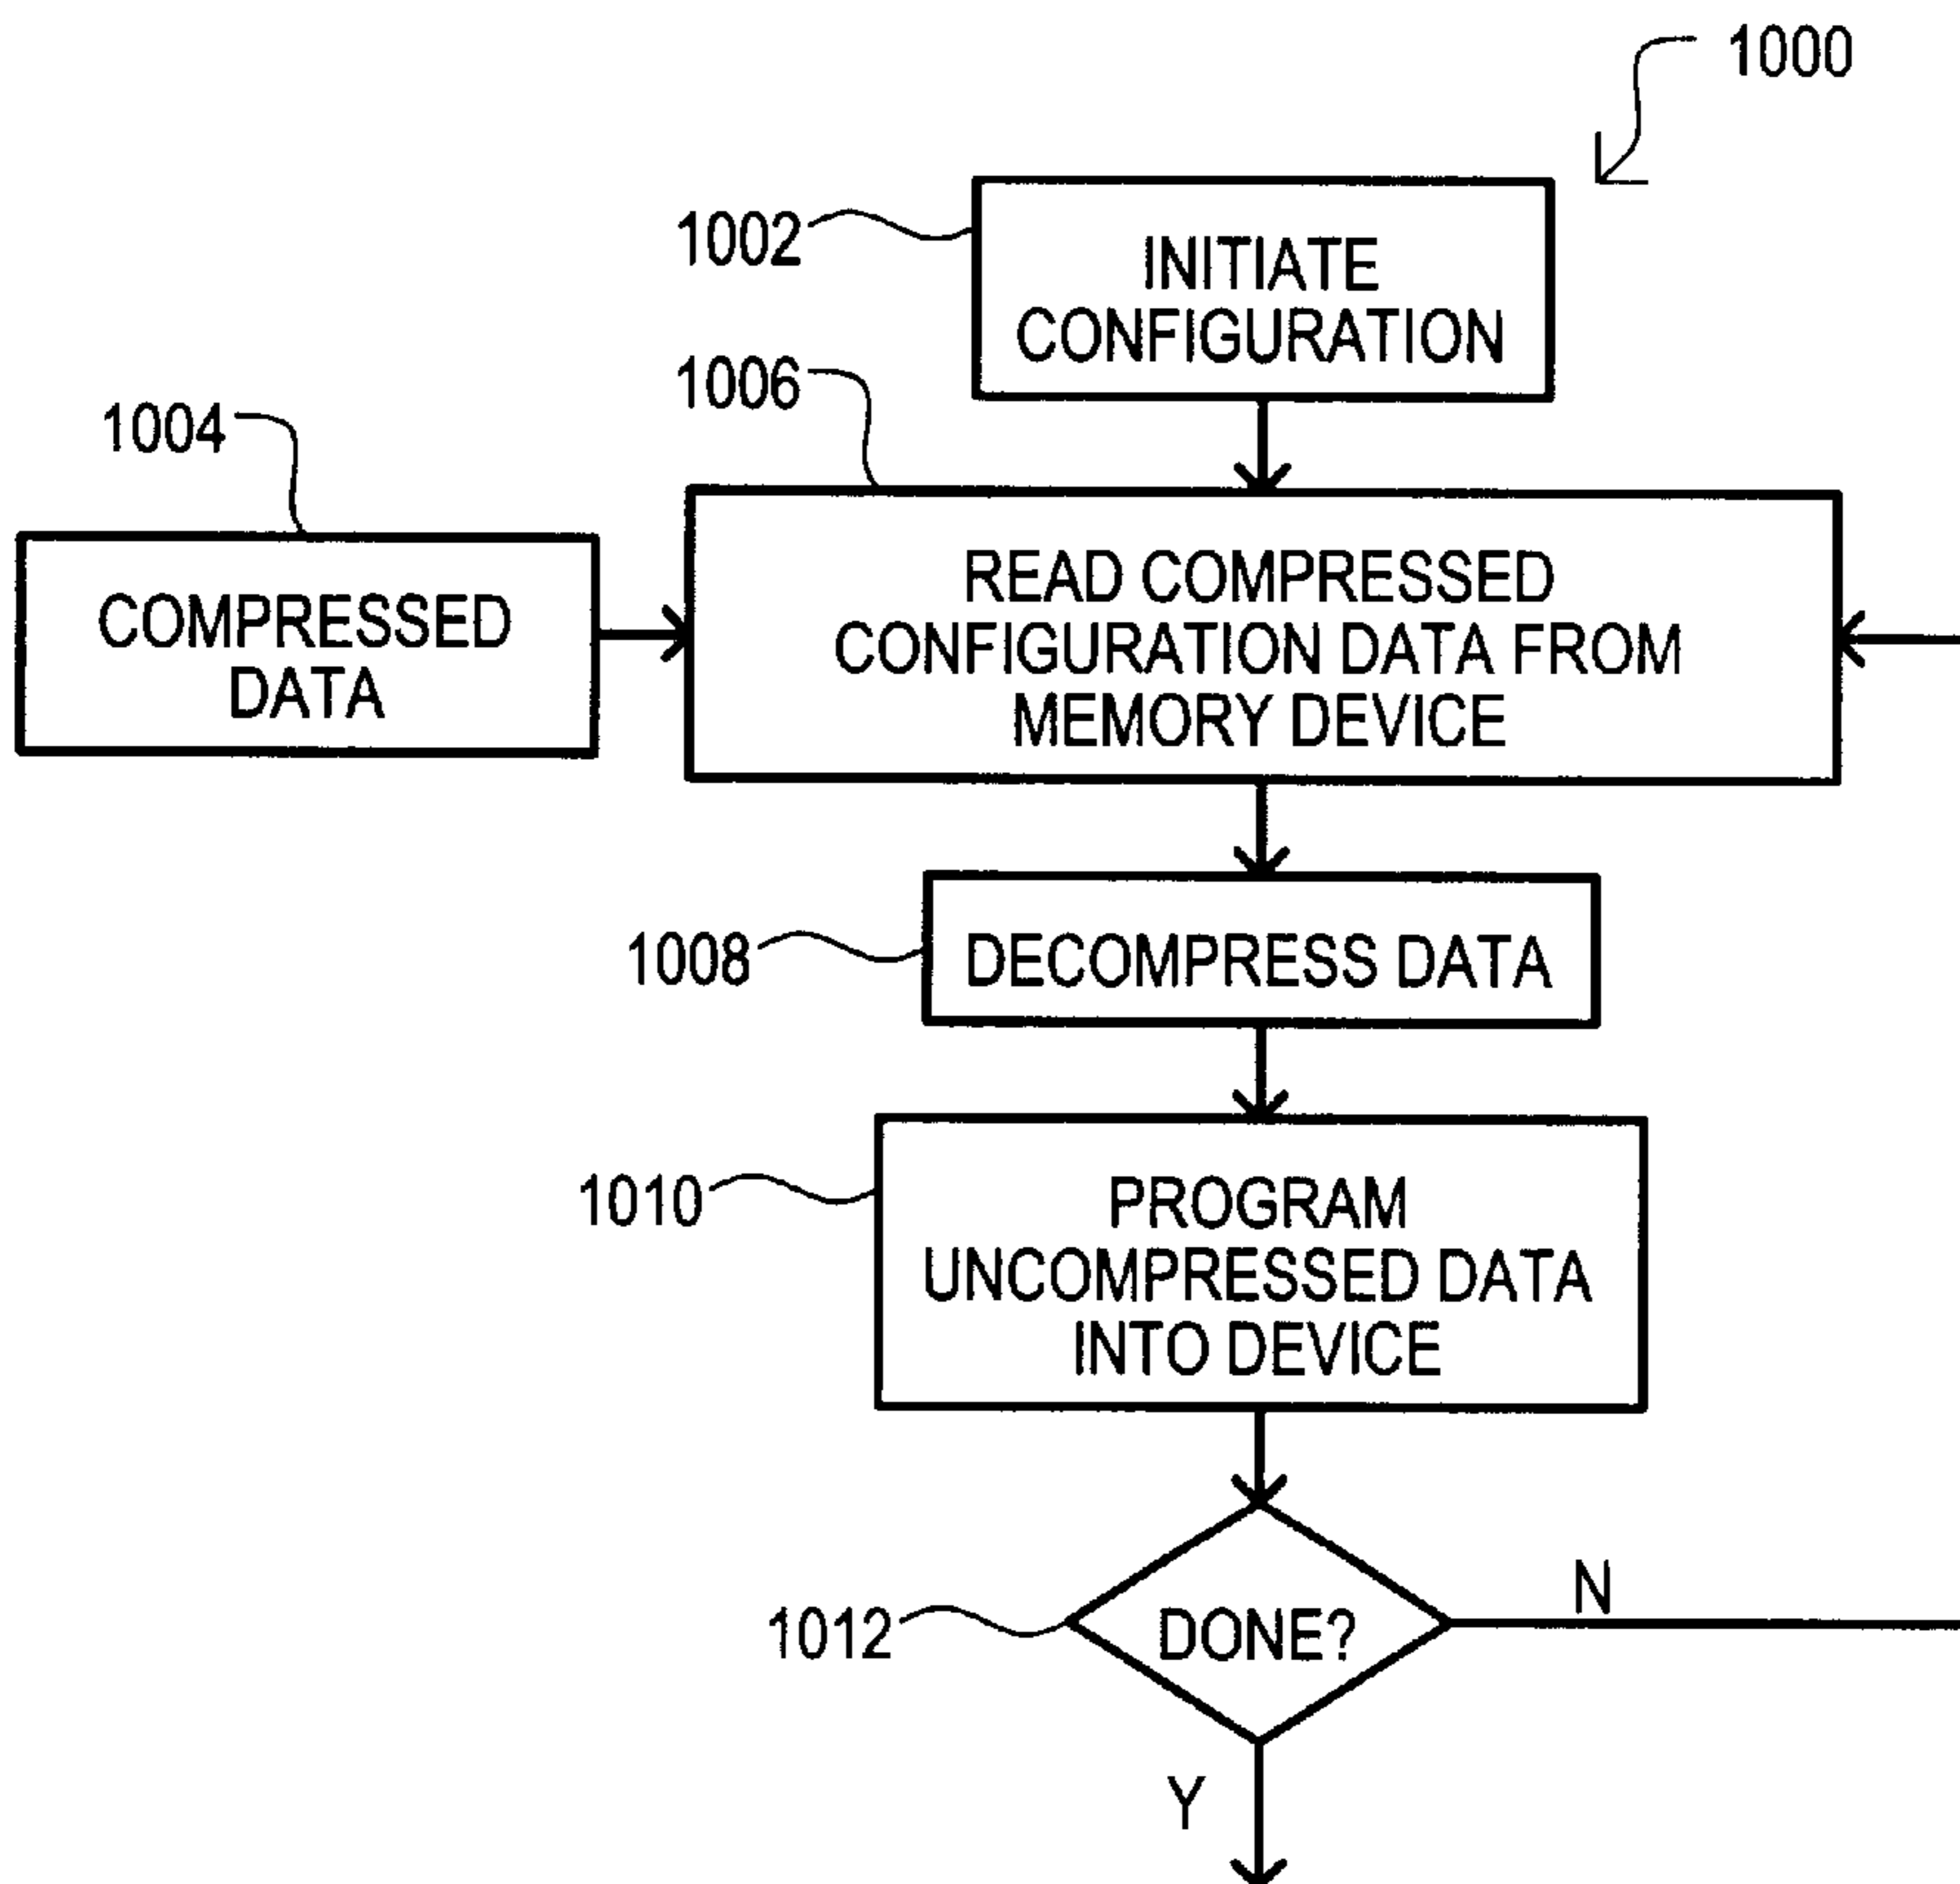 1000
1002
INITIATE
CONFIGURATION
1006
1004
READ COMPRESSED
CONFIGURATION DATA FROM
MEMORY DEVICE
COMPRESSED
DATA
1008
DECOMPRESS DATA
1010
PROGRAM
UNCOMPRESSED DATA
INTO DEVICE
1012
DONE?
N
Y